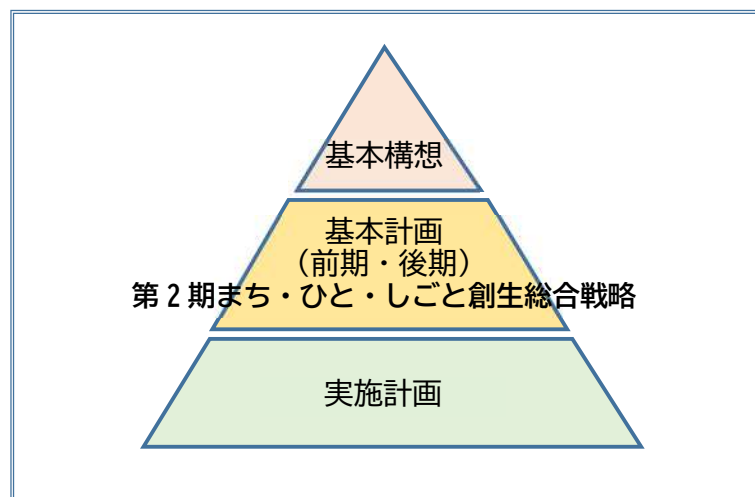 基本構想
基本計画
（前期・後期）
第２期まち・ひと・しごと創生総合戦略
実施計画